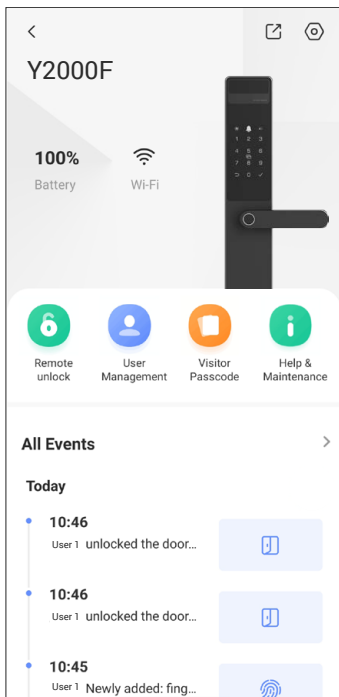 Y2000F
100%
Battery
Wi-Fi
Remote
unlock
User
Management
Visitor
Passcode
Help &
Maintenance
All Events
Today
10:46
User 1 unlocked the door...
10:46
User 1 unlocked the door...
10:45
User 1 Newly added: fing...